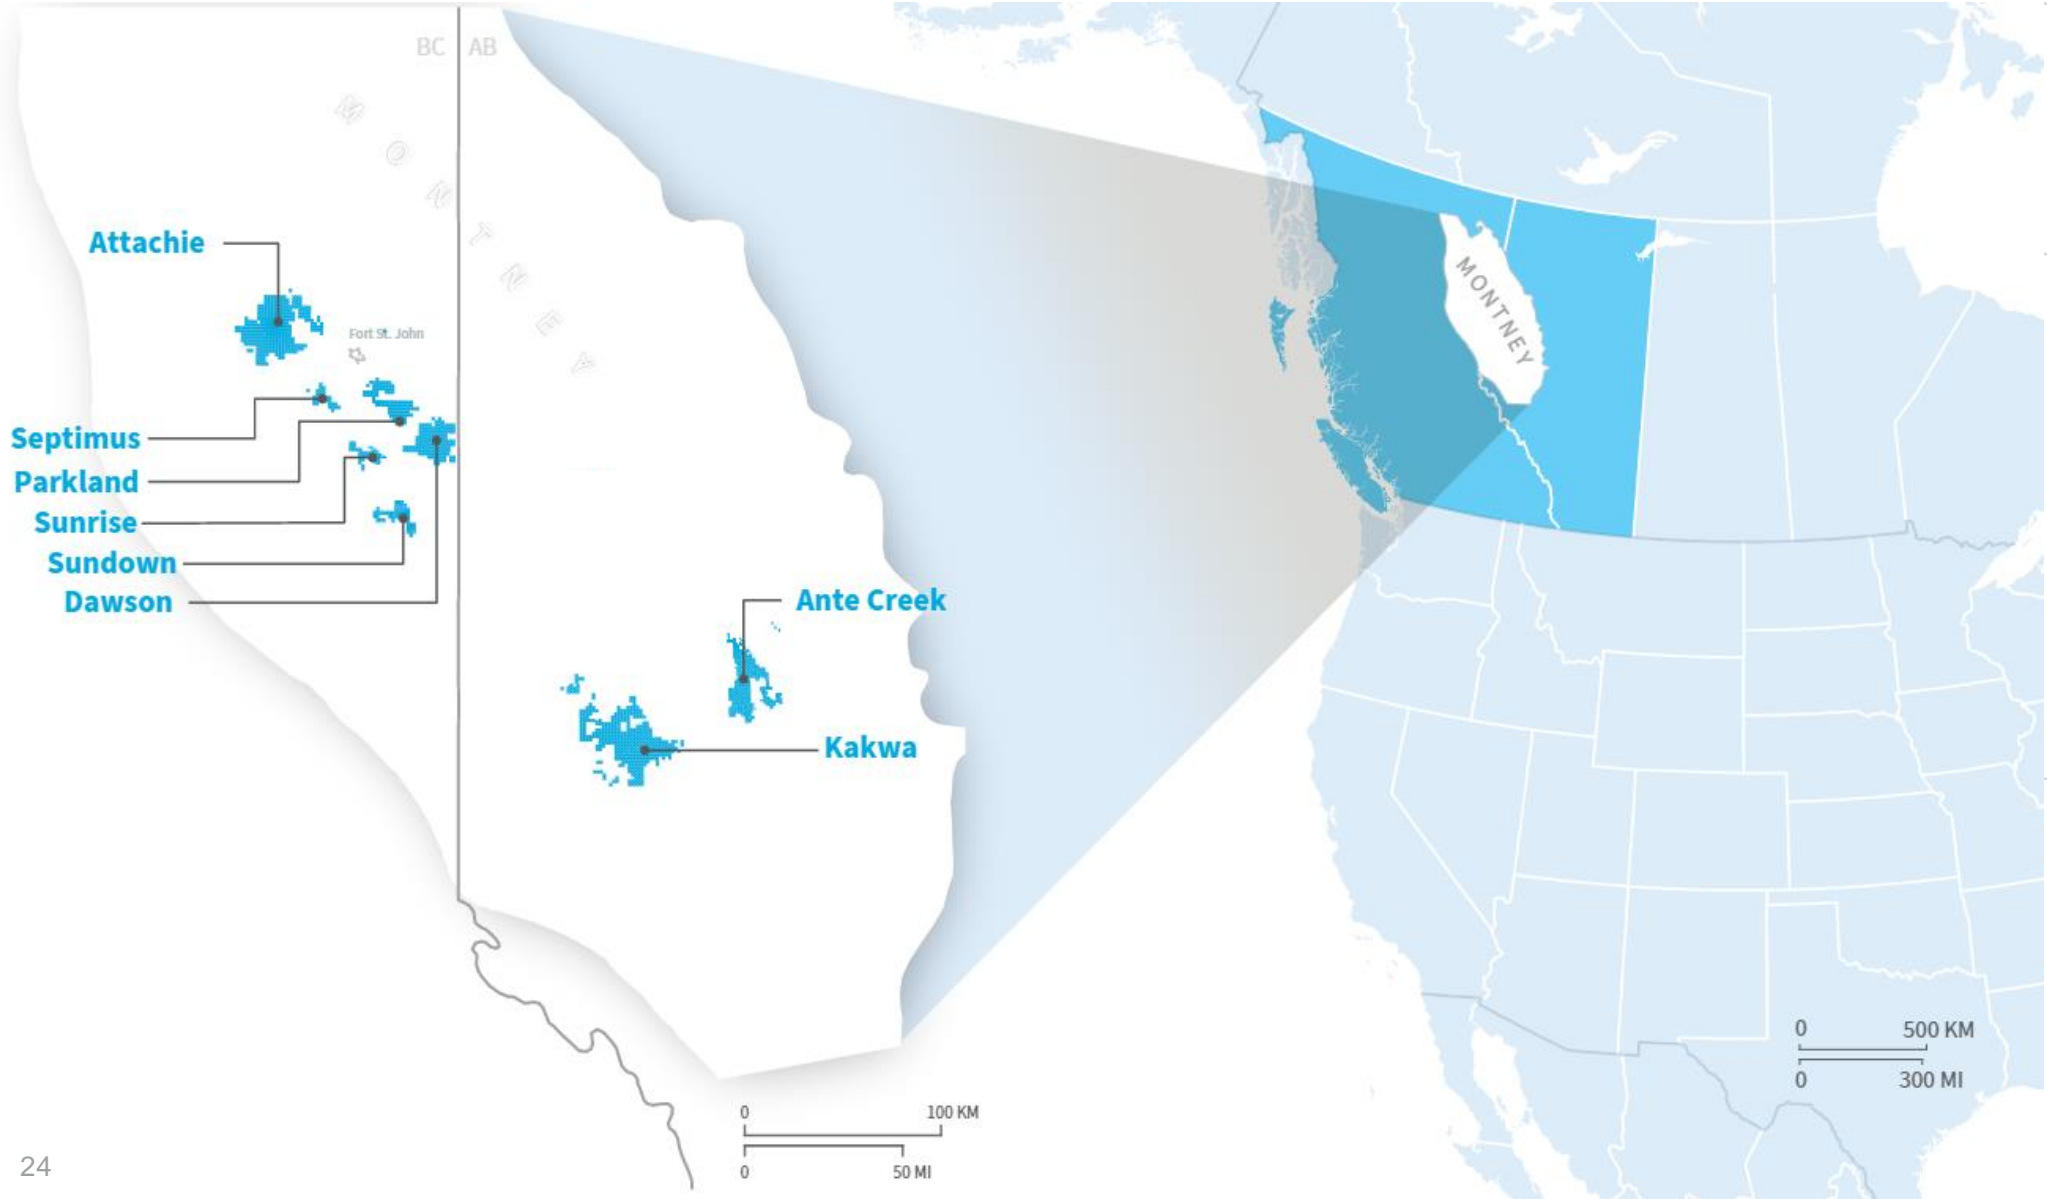 BC AB
MONTNEY
Attachie
Fort St. John
Septimus
Parkland
Sunrise
Sundown
Dawson
Ante Creek
Kakwa
MONTNEY
0 500 KM
0 300 MI
0 100 KM
0 50 MI
24